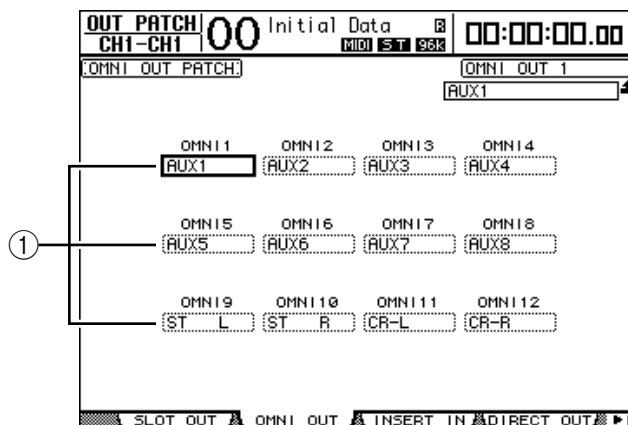 OUT PATCH
CH1-CH1
00 Initial Data R
MIDI ST 96K
00:00:00.00
OMNI OUT PATCH
OMNI OUT 1
AUX1
OMNI1 OMNI2 OMNI3 OMNI4
AUX1 AUX2 AUX3 AUX4
1
OMNI5 OMNI6 OMNI7 OMNI8
AUX5 AUX6 AUX7 AUX8
OMNI9 OMNI10 OMNI11 OMNI12
ST L ST R CR-L CR-R
SLOT OUT OMNI OUT INSERT IN DIRECT OUT